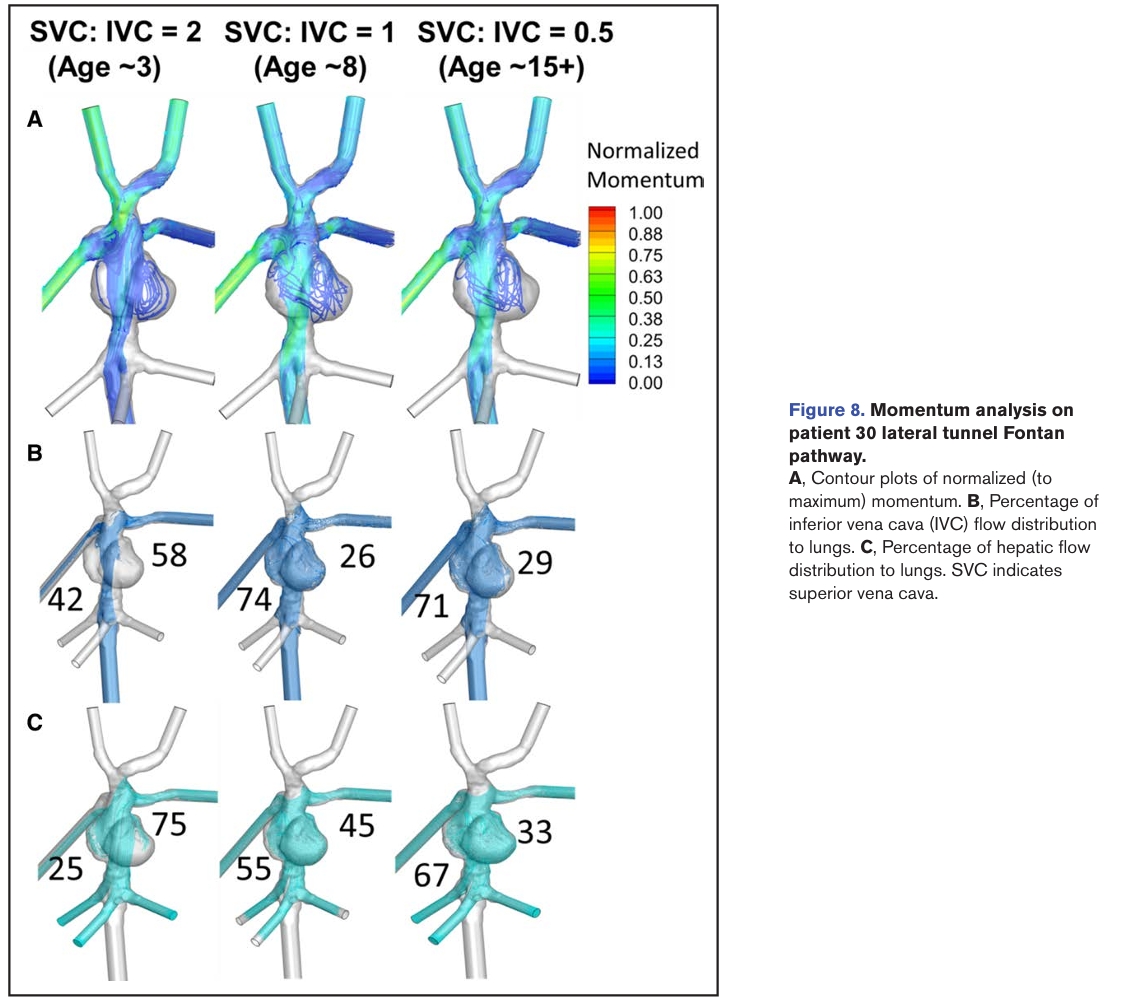 SVC: IVC = 2 SVC: IVC = 1 SVC: IVC = 0.5
(Age ~3) (Age ~8) (Age ~15+)
A
Normalized
Momentum
1.00
0.88
0.75
0.63
0.50
0.38
0.25
0.13
0.00
B
58
42
26
74
29
71
C
75
25
45
55
33
67
Figure 8. Momentum analysis on
patient 30 lateral tunnel Fontan
pathway.
A, Contour plots of normalized (to
maximum) momentum. B, Percentage of
inferior vena cava (IVC) flow distribution
to lungs. C, Percentage of hepatic flow
distribution to lungs. SVC indicates
superior vena cava.